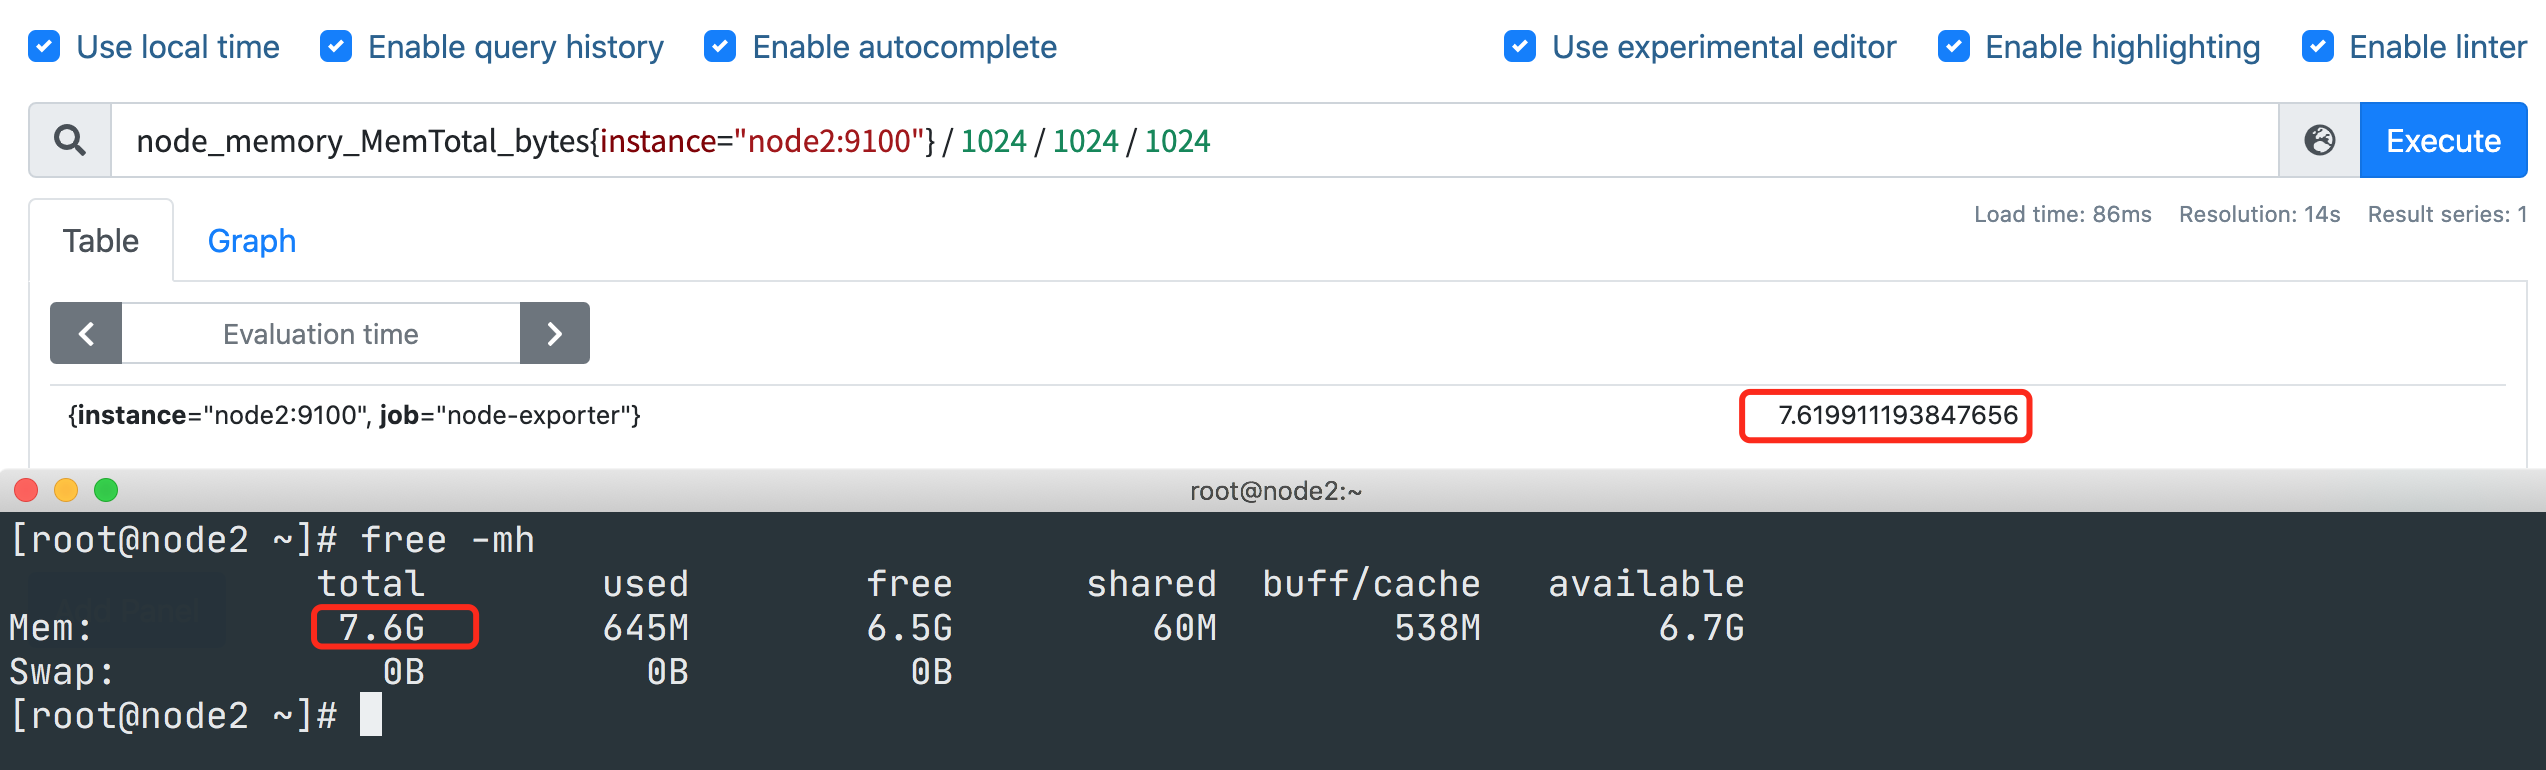 Use local time Enable query history Enable autocomplete Use experimental editor Enable highlighting Enable linter
node_memory_MemTotal_bytes{instance="node2:9100"} / 1024 / 1024 / 1024 Execute
Table Graph Load time: 86ms Resolution: 14s Result series: 1
Evaluation time
{instance="node2:9100", job="node-exporter"} 7.619911193847656
root@node2:~
[root@node2 ~]# free -mh
total used free shared buff/cache available
Mem: 7.6G 645M 6.5G 60M 538M 6.7G
Swap: 0B 0B 0B
[root@node2 ~]#